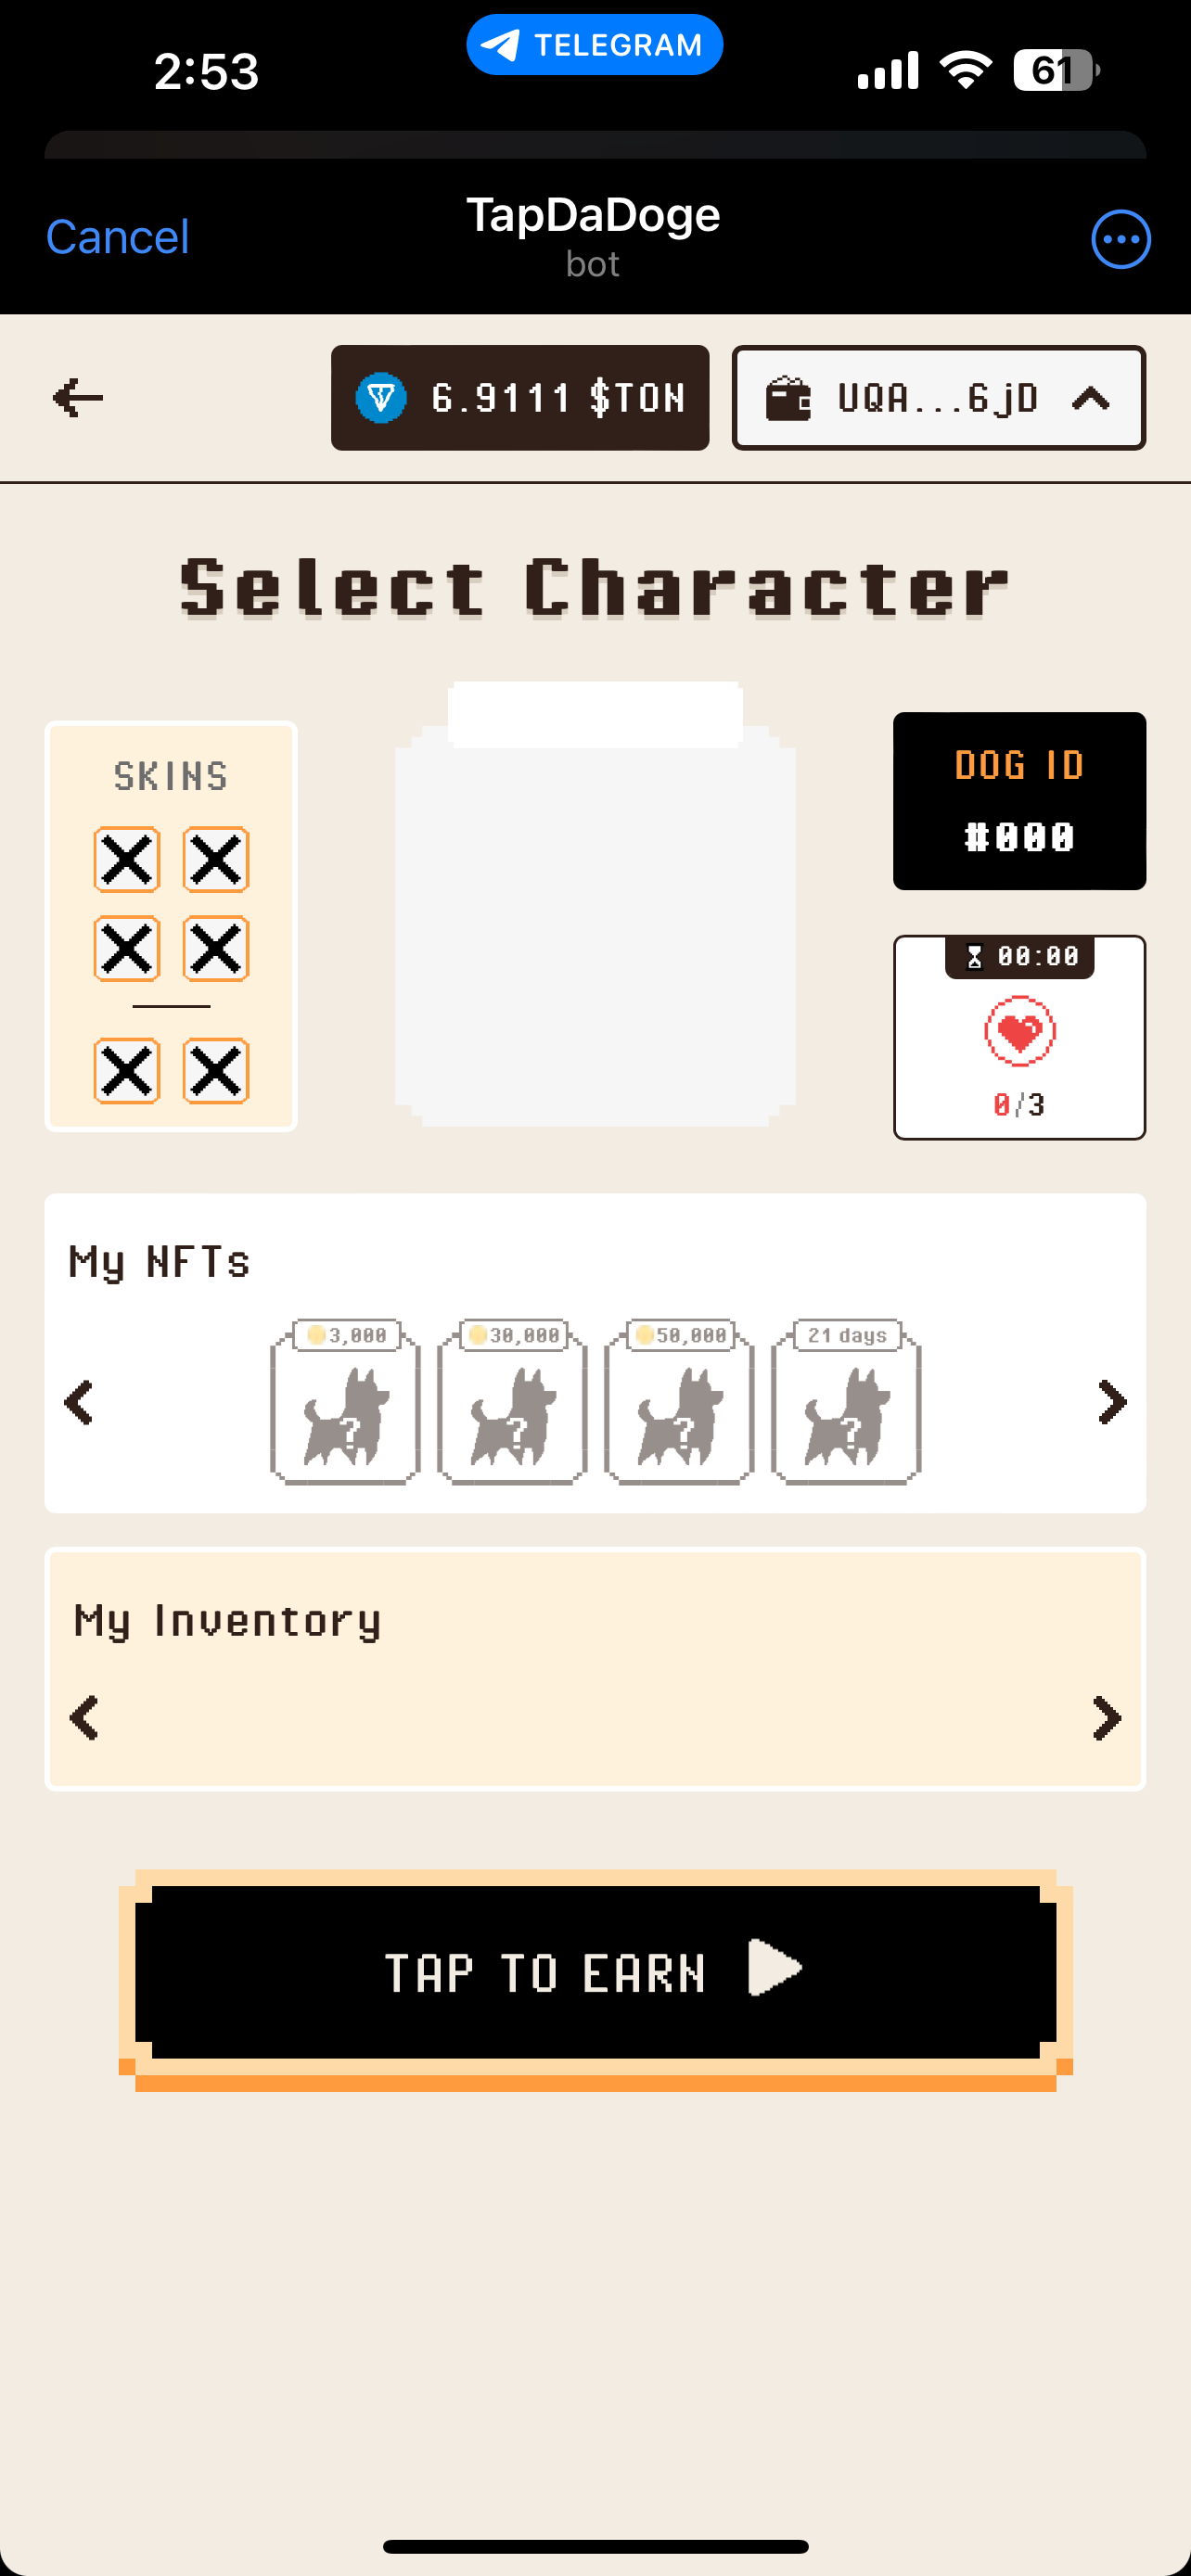 2:53
TELEGRAM
61
Cancel
TapDaDoge
bot
6.9111 $TON
UQA...6jD
Select Character
SKINS
DOG ID
#000
00:00
0/3
My NFTs
3,000
30,000
50,000
21 days
?
?
?
?
My Inventory
TAP TO EARN